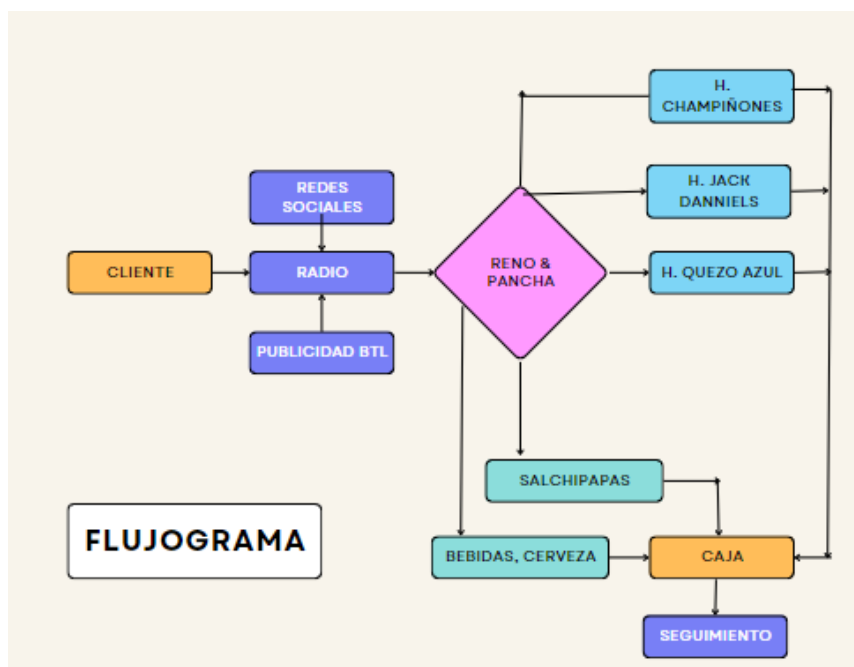 H.
CHAMPIÑONES
REDES
SOCIALES
H. JACK
DANNIELS
CLIENTE
RADIO
RENO &
PANCHA
H. QUEZO AZUL
PUBLICIDAD BTL
SALCHIPAPAS
FLUJOGRAMA
BEBIDAS, CERVEZA
CAJA
SEGUIMIENTO